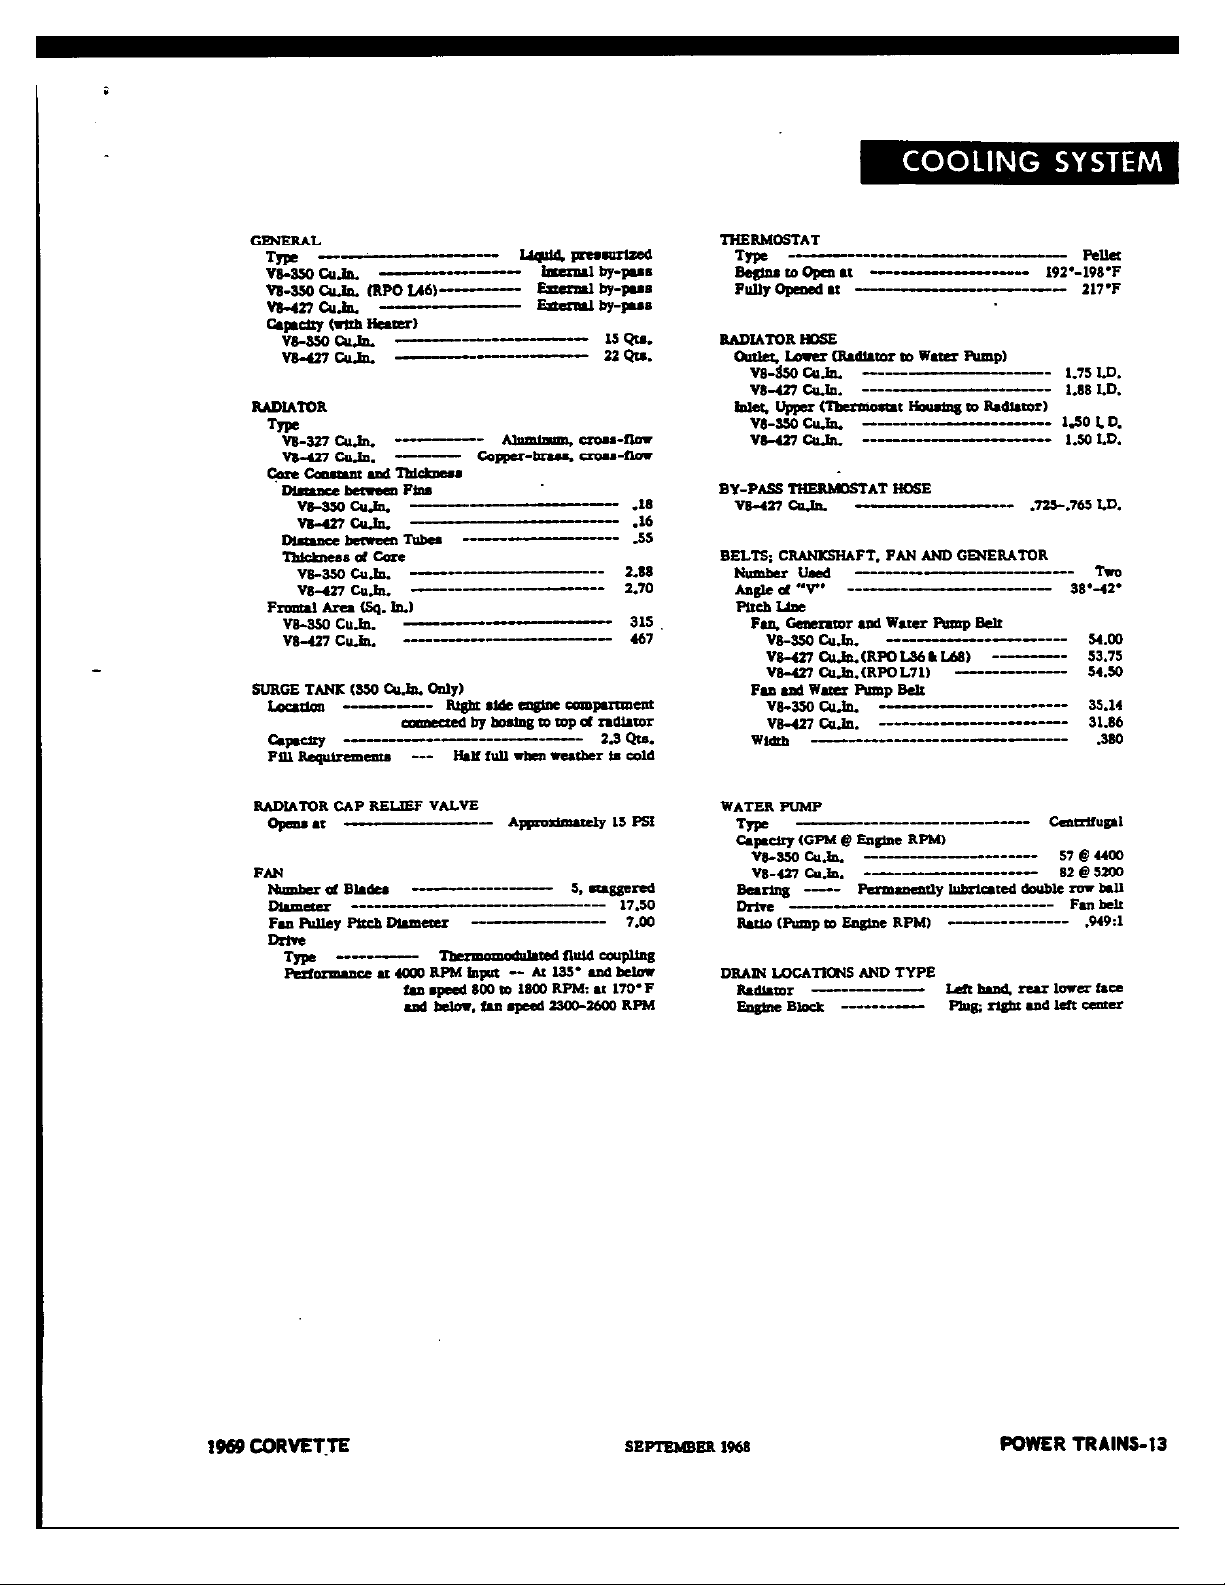 COOLING SYSTEM
GENERAL
Type ------------------------ Liquid, pressurized
V8-350 Cu.In. ------------------- Internal by-pass
V8-350 Cu.In. (RPO L46)----------- External by-pass
V8-427 Cu.In. ------------------- External by-pass
Capacity (with Heater)
V8-350 Cu.In. -------------------------- 15 Qts.
V8-427 Cu.In. -------------------------- 22 Qts.
RADIATOR
Type
V8-327 Cu.In. ------------ Aluminum, cross-flow
V8-427 Cu.In. --------- Copper-brass, cross-flow
Core Constant and Thickness
Distance between Fins
V8-350 Cu.In. ---------------------------- .18
V8-427 Cu.In. ---------------------------- .16
Distance between Tubes --------------------- .55
Thickness of Core
V8-350 Cu.In. -------------------------- 2.88
V8-427 Cu.In. -------------------------- 2.70
Frontal Area (Sq. In.)
V8-350 Cu.In. ---------------------------- 315
V8-427 Cu.In. ---------------------------- 467
SURGE TANK (350 Cu.In. Only)
Location ------------ Right side engine compartment
connected by hosing to top of radiator
Capacity -------------------------------- 2.3 Qts.
Fill Requirements --- Half full when weather is cold
RADIATOR CAP RELIEF VALVE
Opens at -------------------- Approximately 15 PSI
FAN
Number of Blades ------------------- 5, staggered
Diameter ---------------------------------- 17.50
Fan Pulley Pitch Diameter ------------------ 7.00
Drive
Type ----------- Thermomodulated fluid coupling
Performance at 4000 RPM Input -- At 135° and below
fan speed 800 to 1800 RPM: at 170°F
and below, fan speed 2300-2600 RPM
THERMOSTAT
Type ------------------------------------- Pellet
Begins to Open at --------------------- 192°-198°F
Fully Opened at ---------------------------- 217°F
RADIATOR HOSE
Outlet, Lower (Radiator to Water Pump)
V8-350 Cu.In. ------------------------- 1.75 I.D.
V8-427 Cu.In. ------------------------- 1.88 I.D.
Inlet, Upper (Thermostat Housing to Radiator)
V8-350 Cu.In. ------------------------- 1.50 I.D.
V8-427 Cu.In. ------------------------- 1.50 I.D.
BY-PASS THERMOSTAT HOSE
V8-427 Cu.In. --------------------- .725-.765 I.D.
BELTS; CRANKSHAFT, FAN AND GENERATOR
Number Used ----------------------------- Two
Angle of "V" --------------------------- 38°-42°
Pitch Line
Fan, Generator and Water Pump Belt
V8-350 Cu.In. ------------------------ 54.00
V8-427 Cu.In.(RPO L36 & L68) ---------- 53.75
V8-427 Cu.In.(RPO L71) --------------- 54.50
Fan and Water Pump Belt
V8-350 Cu.In. ------------------------- 35.14
V8-427 Cu.In. ------------------------- 31.86
Width ---------------------------------- .380
WATER PUMP
Type ------------------------------- Centrifugal
Capacity (GPM @ Engine RPM)
V8-350 Cu.In. ----------------------- 57 @ 4400
V8-427 Cu.In. ----------------------- 82 @ 5200
Bearing ----- Permanently lubricated double row ball
Drive ----------------------------------- Fan belt
Ratio (Pump to Engine RPM) ---------------- .949:1
DRAIN LOCATIONS AND TYPE
Radiator --------------- Left hand, rear lower face
Engine Block ----------- Plug; right and left center
1969 CORVETTE SEPTEMBER 1968 POWER TRAINS-13